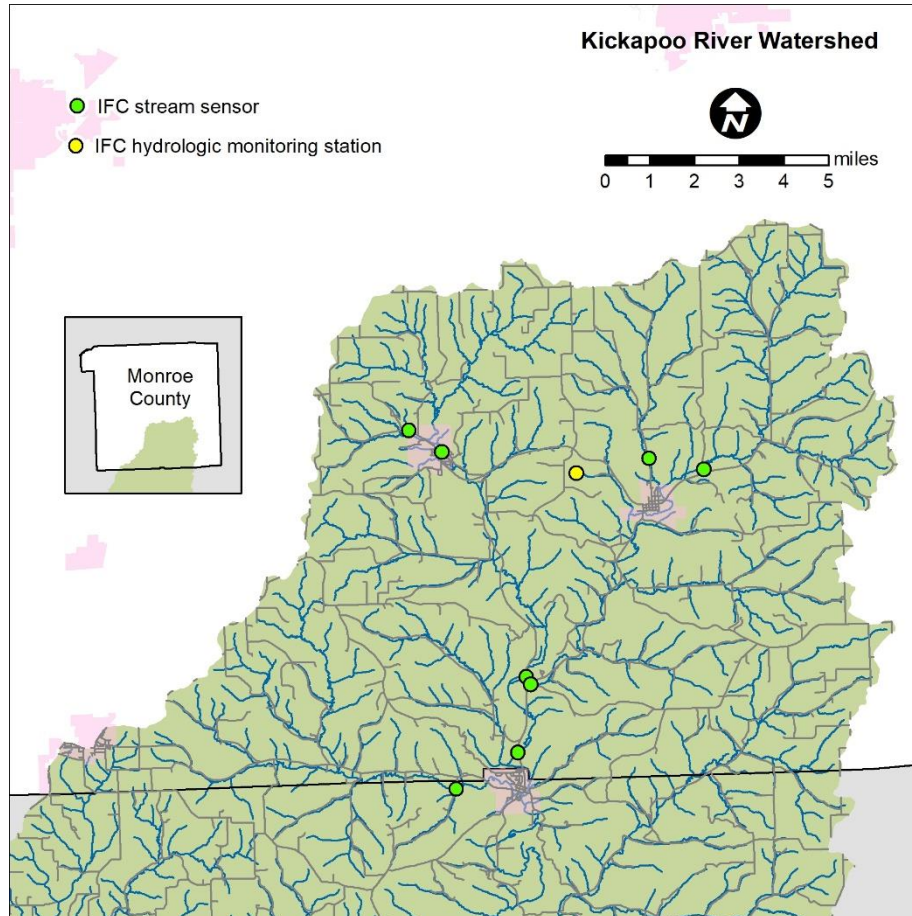 Kickapoo River Watershed
IFC stream sensor
IFC hydrologic monitoring station
N
miles
0 1 2 3 4 5
Monroe
County